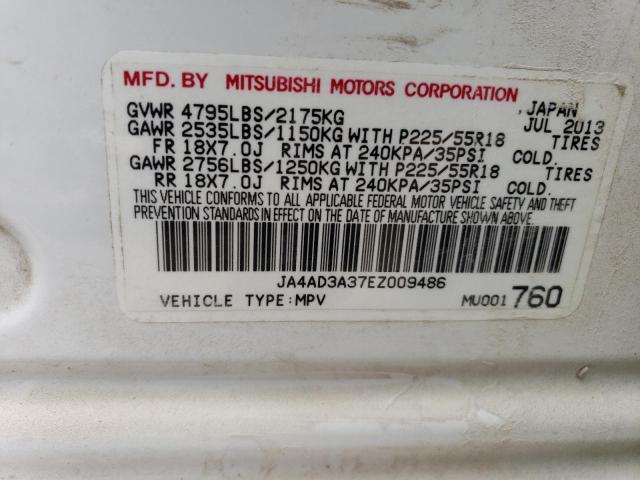 MFD. BY MITSUBISHI MOTORS CORPORATION
GVWR 4795LBS/2175KG , JAPAN
GAWR 2535LBS/1150KG WITH P225/55R18 JUL 2013
FR 18X7.0J RIMS AT 240KPA/35PSI COLD. TIRES
GAWR 2756LBS/1250KG WITH P225/55R18 TIRES
RR 18X7.0J RIMS AT 240KPA/35PSI COLD.
THIS VEHICLE CONFORMS TO ALL APPLICABLE FEDERAL MOTOR VEHICLE SAFETY AND THEFT
PREVENTION STANDARDS IN EFFECT ON THE DATE OF MANUFACTURE SHOWN ABOVE.
JA4AD3A37EZ009486
VEHICLE TYPE:MPV MU001 760